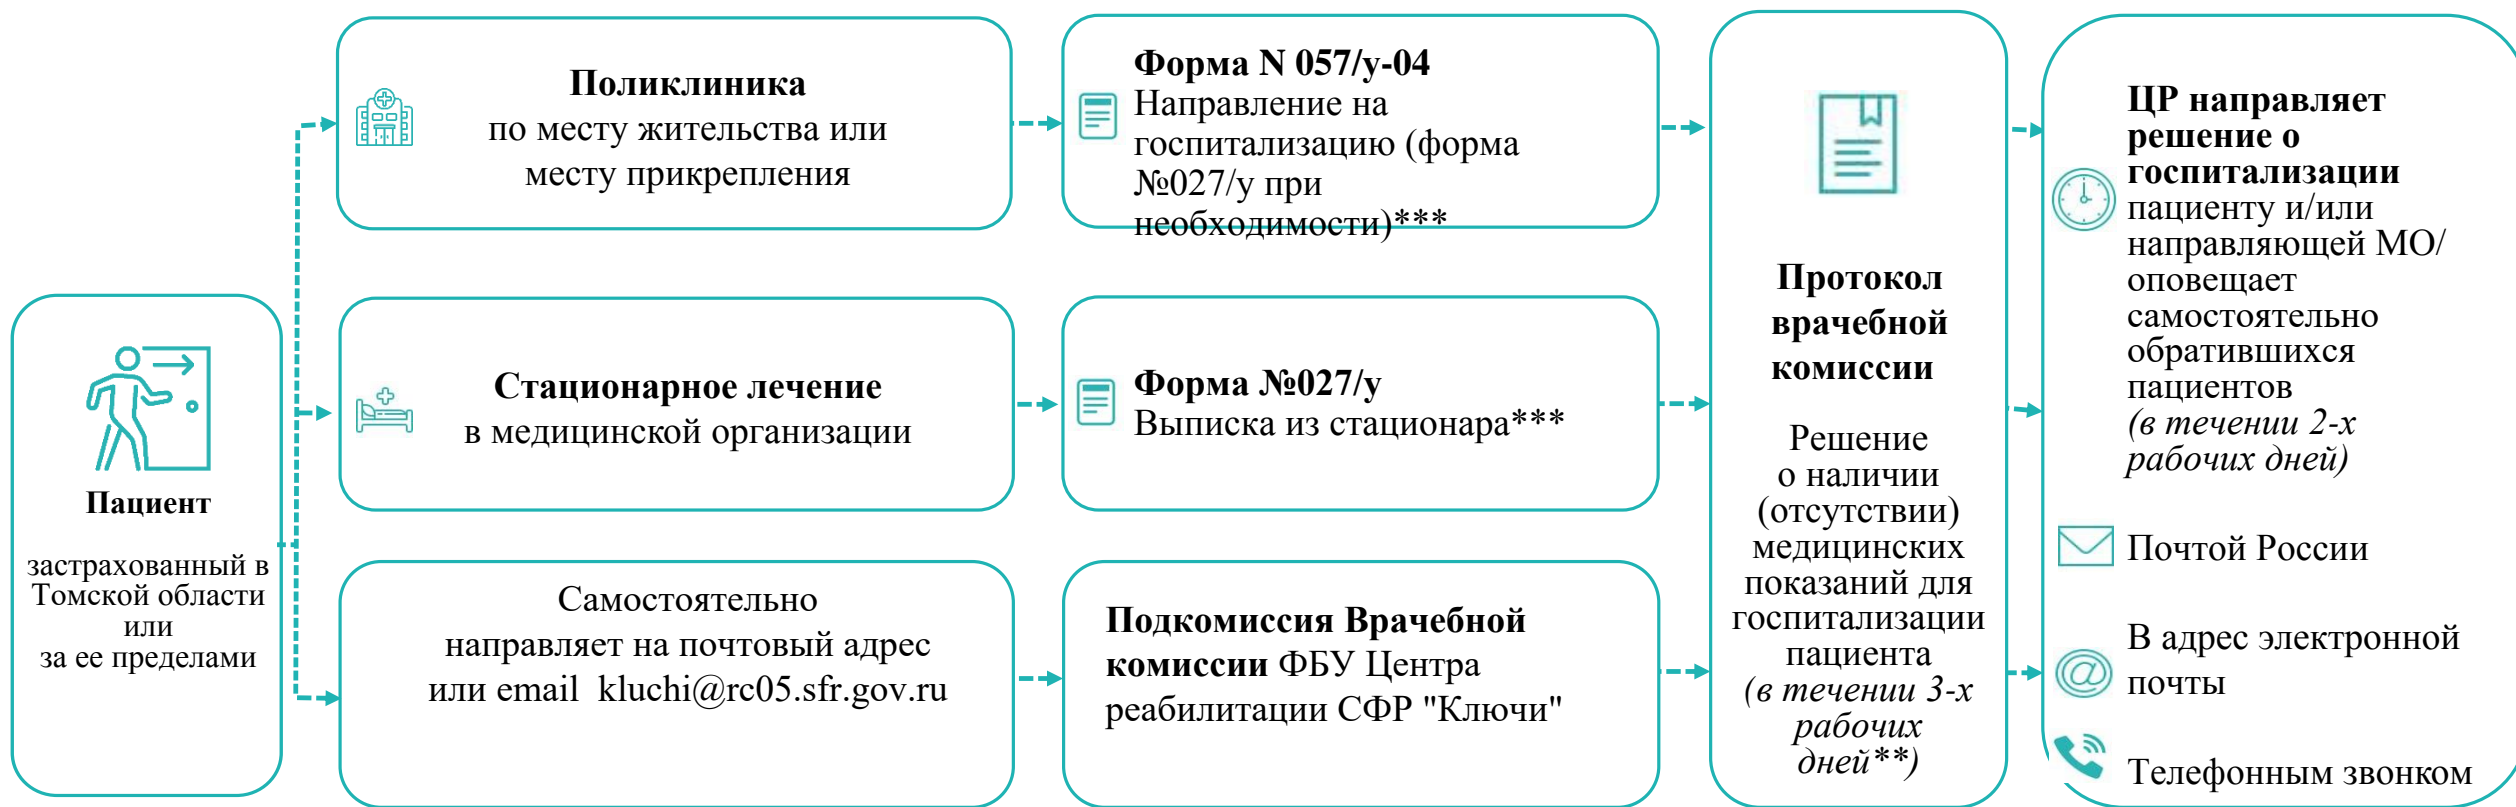 Пациент
застрахованный в
Томской области
или
за ее пределами
Поликлиника
по месту жительства или
месту прикрепления
Форма N 057/у-04
Направление на
госпитализацию (форма
№027/у при
необходимости)***
Стационарное лечение
в медицинской организации
Форма №027/у
Выписка из стационара***
Самостоятельно
направляет на почтовый адрес
или email kluchi@rc05.sfr.gov.ru
Подкомиссия Врачебной
комиссии ФБУ Центра
реабилитации СФР "Ключи"
Протокол
врачебной
комиссии
Решение
о наличии
(отсутствии)
медицинских
показаний для
госпитализации
пациента
(в течении 3-х
рабочих
дней**)
ЦР направляет
решение о
госпитализации
пациенту и/или
направляющей МО/
оповещает
самостоятельно
обратившихся
пациентов
(в течении 2-х
рабочих дней)
Почтой России
В адрес электронной
почты
Телефонным звонком